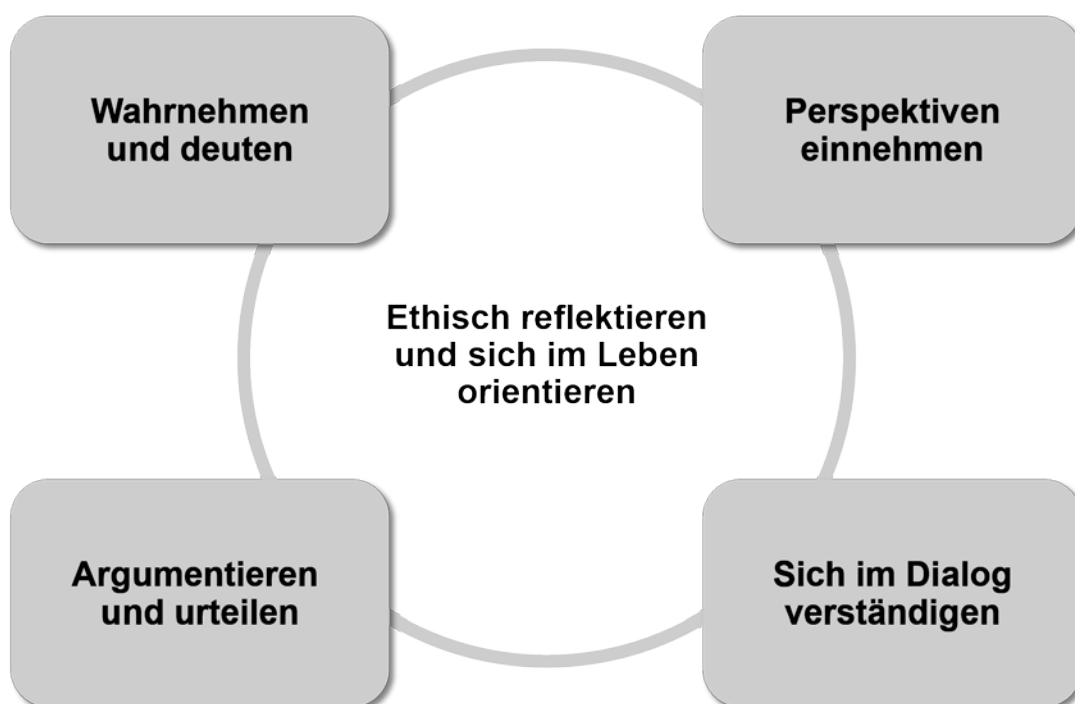 Wahrnehmen
und deuten
Perspektiven
einnehmen
Ethisch reflektieren
und sich im Leben
orientieren
Argumentieren
und urteilen
Sich im Dialog
verständigen